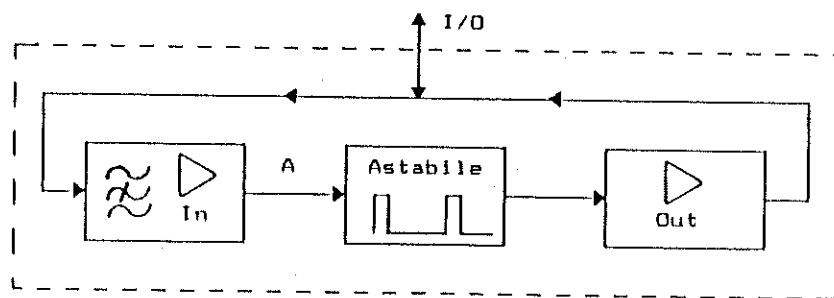 I/O
A
Astabile
In
Out